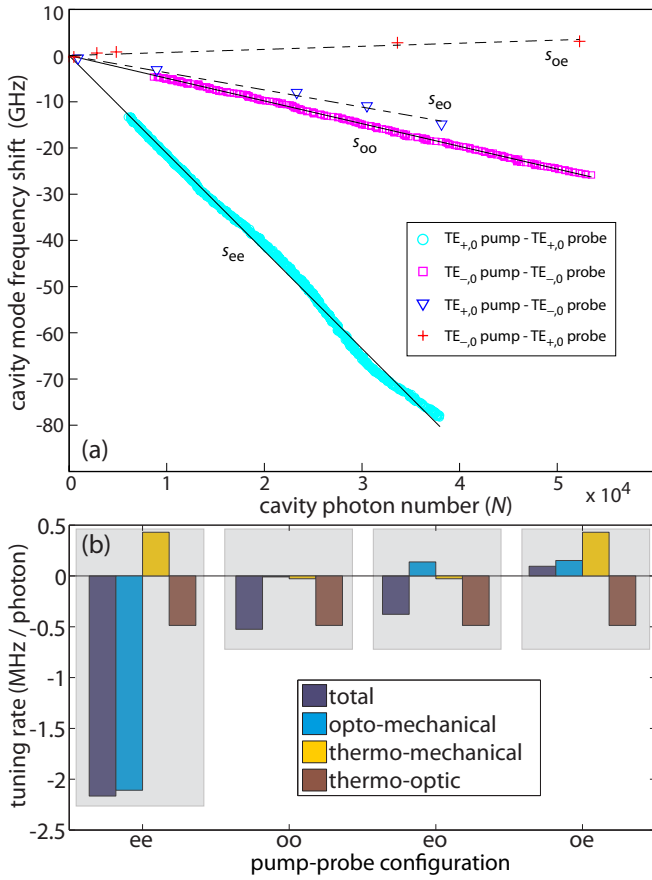 10
0
-10
-20
-30
-40
-50
-60
-70
-80
cavity mode frequency shift (GHz)
s_oe
s_eo
s_oo
s_ee
TE+,0 pump - TE+,0 probe
TE−,0 pump - TE−,0 probe
TE+,0 pump - TE−,0 probe
TE−,0 pump - TE+,0 probe
(a)
0 1 2 3 4 5
x 10^4
cavity photon number (N)
(b)
0.5
0
-0.5
-1
-1.5
-2
-2.5
tuning rate (MHz / photon)
total
opto-mechanical
thermo-mechanical
thermo-optic
ee oo eo oe
pump-probe configuration